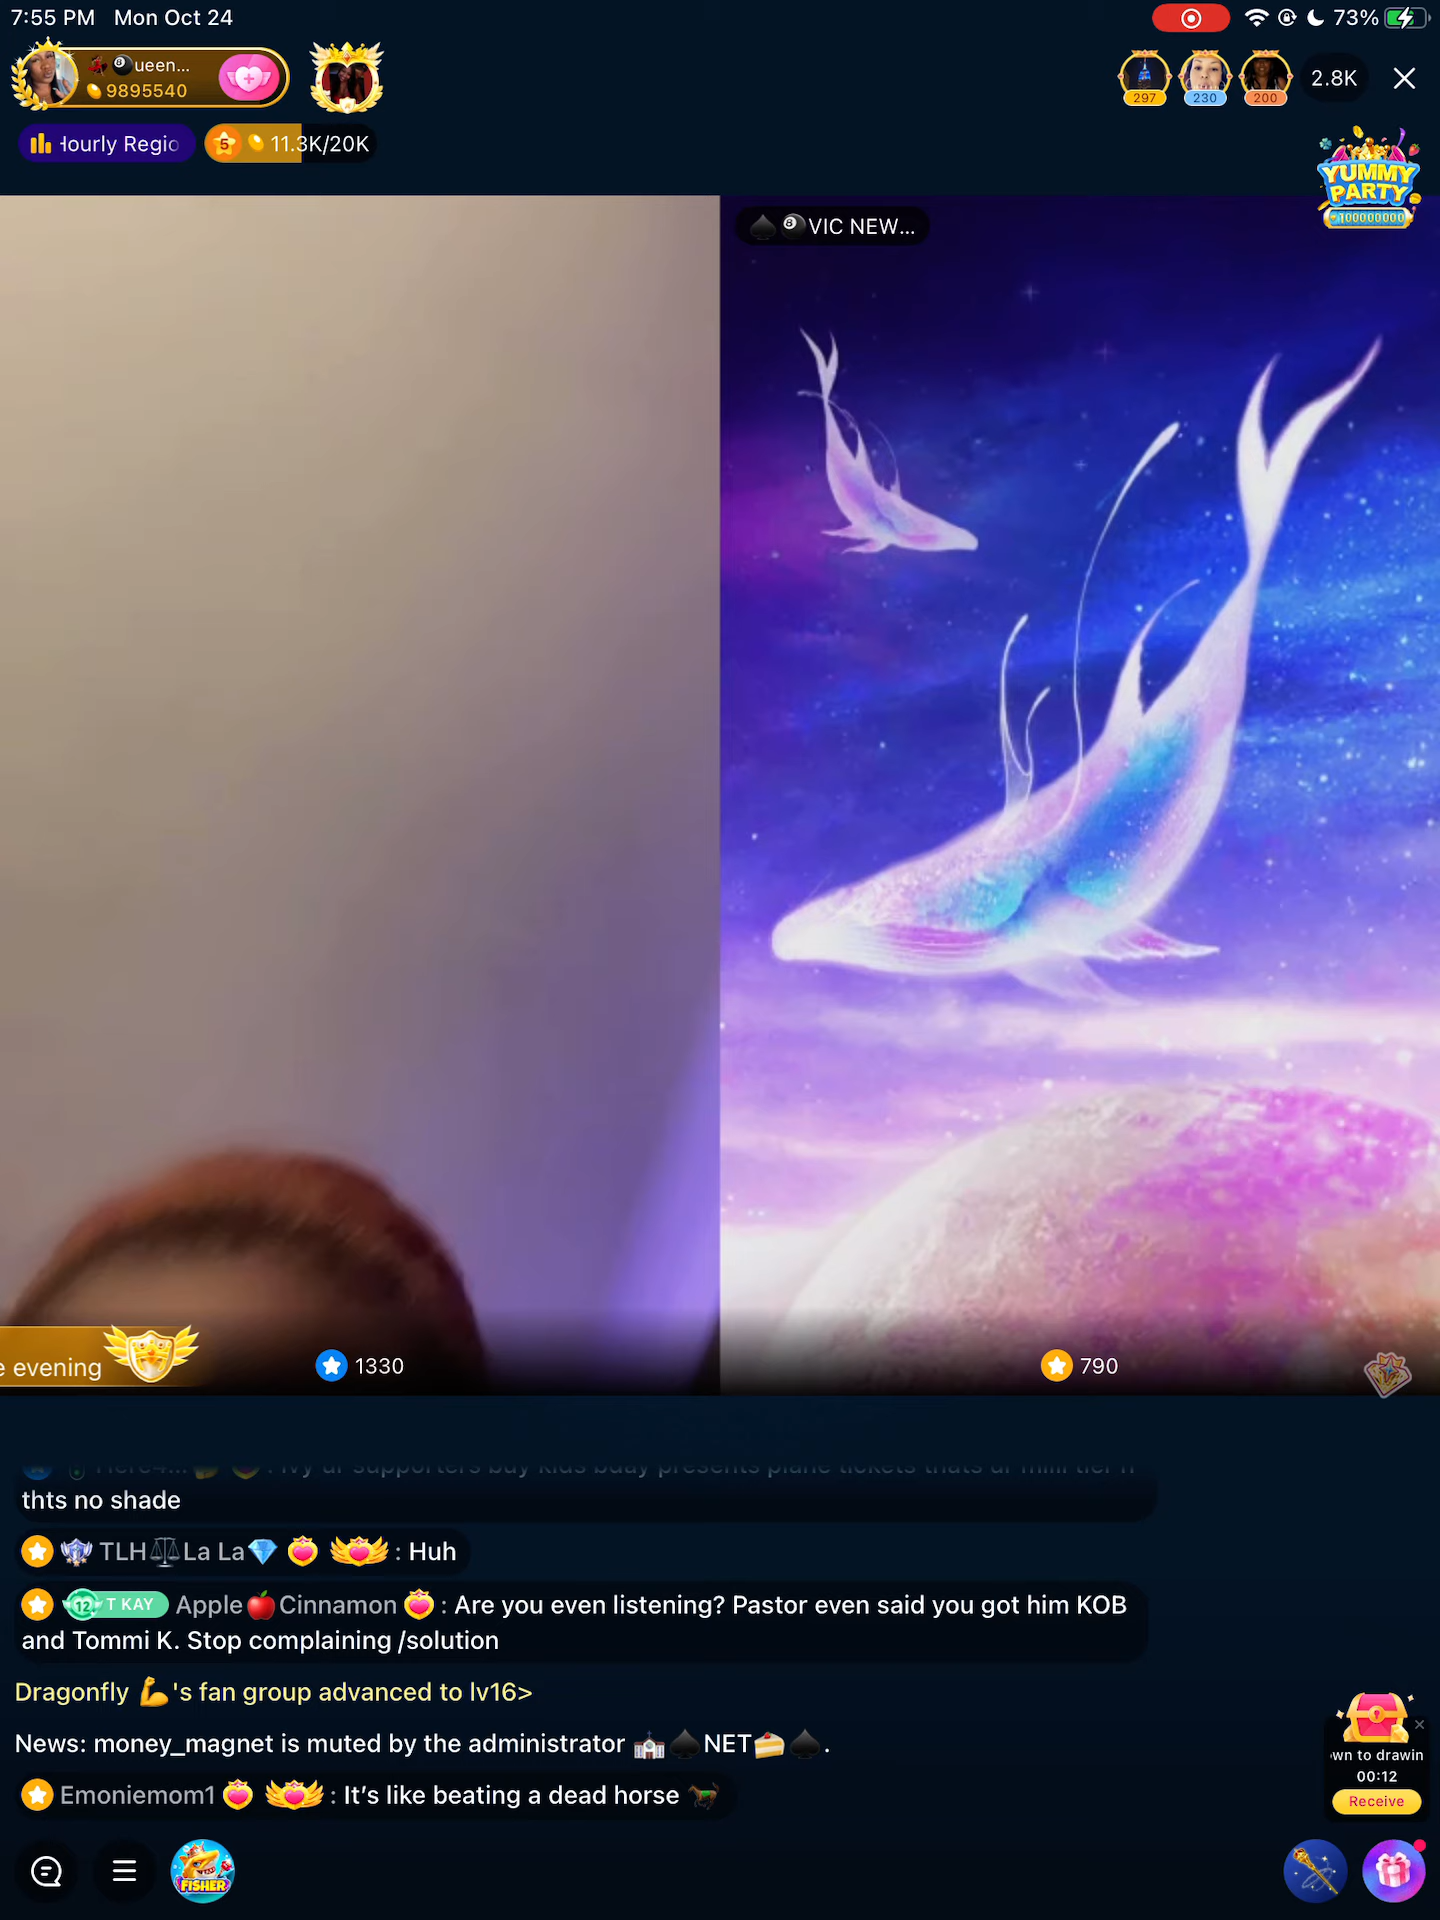 7:55 PM Mon Oct 24
73%
🎱ueen...
9895540
297
230
200
2.8K
Hourly Regio
5
11.3K/20K
YUMMY
PARTY
100000000
♠️🎱VIC NEW...
e evening
1330
790
thts no shade
TLH⚖️La La💎 : Huh
12 T KAY Apple🍎Cinnamon : Are you even listening? Pastor even said you got him KOB
and Tommi K. Stop complaining /solution
Dragonfly 💪's fan group advanced to lv16>
News: money_magnet is muted by the administrator 💒♠️NET🍰♠️.
Emoniemom1 : It's like beating a dead horse 🐎
wn to drawin
00:12
Receive
FISHER